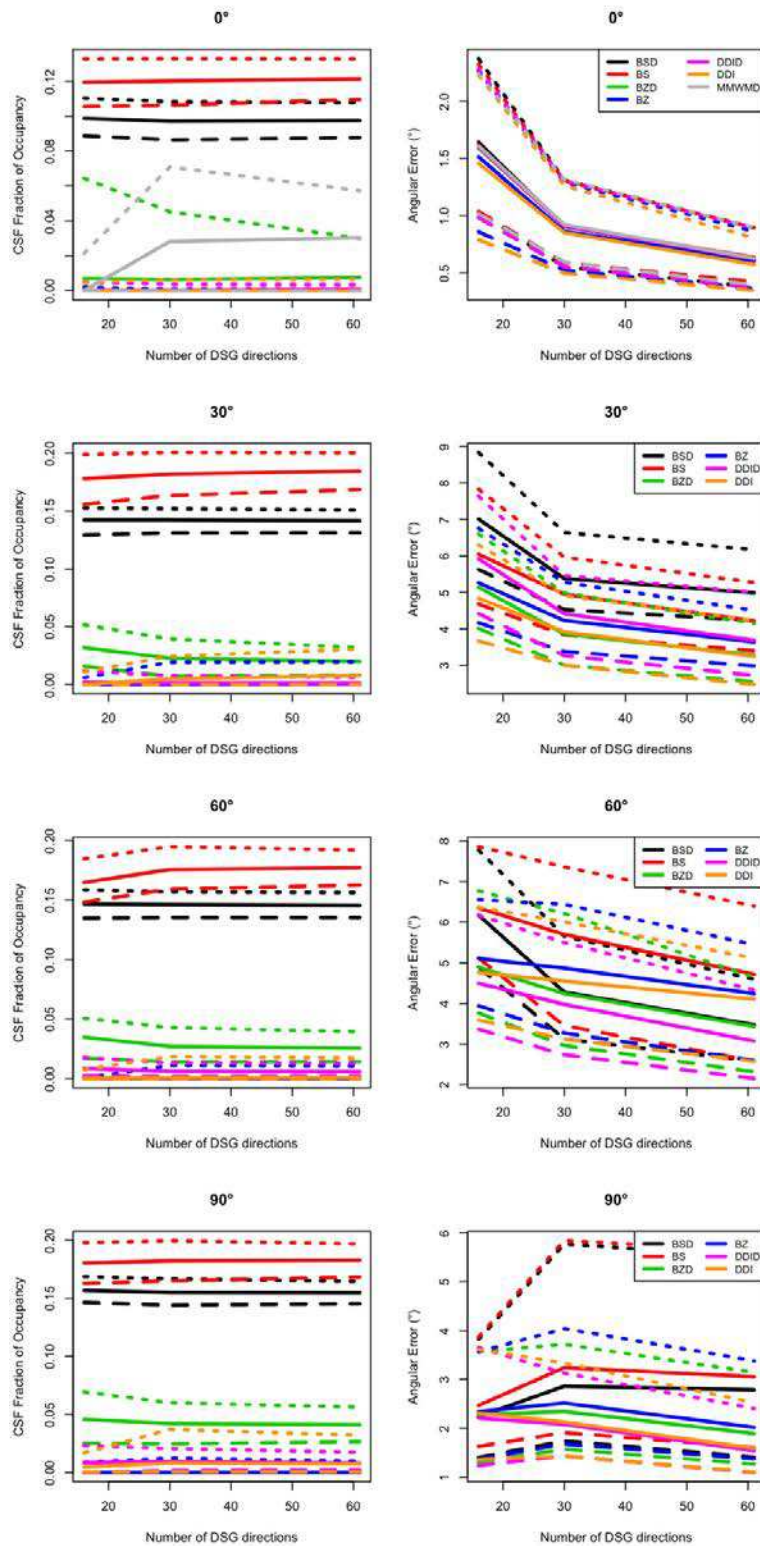 0°
0°
CSF Fraction of Occupancy
0.00 0.04 0.08 0.12
20 30 40 50 60
Number of DSG directions
Angular Error (°)
0.5 1.0 1.5 2.0
BSD DDID
BS DDI
BZD MMWMD
BZ
20 30 40 50 60
Number of DSG directions
30°
30°
CSF Fraction of Occupancy
0.00 0.05 0.10 0.15 0.20
20 30 40 50 60
Number of DSG directions
Angular Error (°)
3 4 5 6 7 8 9
BSD BZ
BS DDID
BZD DDI
20 30 40 50 60
Number of DSG directions
60°
60°
CSF Fraction of Occupancy
0.00 0.05 0.10 0.15 0.20
20 30 40 50 60
Number of DSG directions
Angular Error (°)
2 3 4 5 6 7 8
BSD BZ
BS DDID
BZD DDI
20 30 40 50 60
Number of DSG directions
90°
90°
CSF Fraction of Occupancy
0.00 0.05 0.10 0.15 0.20
20 30 40 50 60
Number of DSG directions
Angular Error (°)
1 2 3 4 5 6
BSD BZ
BS DDID
BZD DDI
20 30 40 50 60
Number of DSG directions